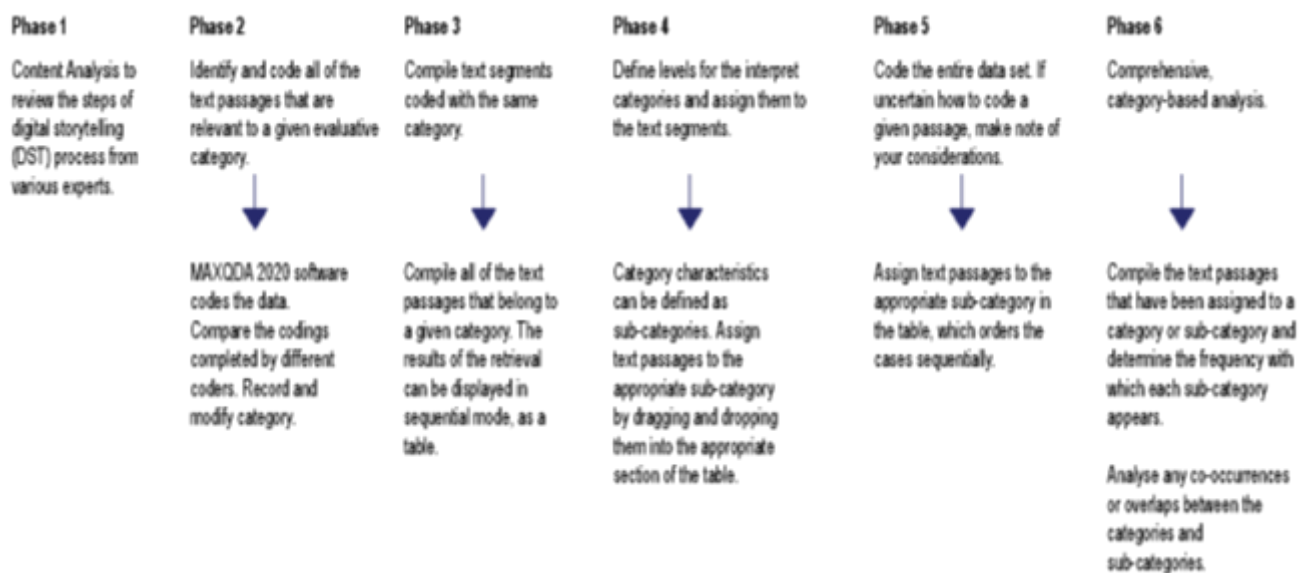 Phase 1
Content Analysis to
review the steps of
digital storytelling
(DST) process from
various experts.
Phase 2
Identify and code all of the
text passages that are
relevant to a given evaluative
category.
MAXQDA 2020 software
codes the data.
Compare the codings
completed by different
coders. Record and
modify category.
Phase 3
Compile text segments
coded with the same
category.
Compile all of the text
passages that belong to
a given category. The
results of the retrieval
can be displayed in
sequential mode, as a
table.
Phase 4
Define levels for the interpret
categories and assign them to
the text segments.
Category characteristics
can be defined as
sub-categories. Assign
text passages to the
appropriate sub-category
by dragging and dropping
them into the appropriate
section of the table.
Phase 5
Code the entire data set. If
uncertain how to code a
given passage, make note of
your considerations.
Assign text passages to the
appropriate sub-category in
the table, which orders the
cases sequentially.
Phase 6
Comprehensive,
category-based analysis.
Compile the text passages
that have been assigned to a
category or sub-category and
determine the frequency with
which each sub-category
appears.
Analyse any co-occurrences
or overlaps between the
categories and
sub-categories.